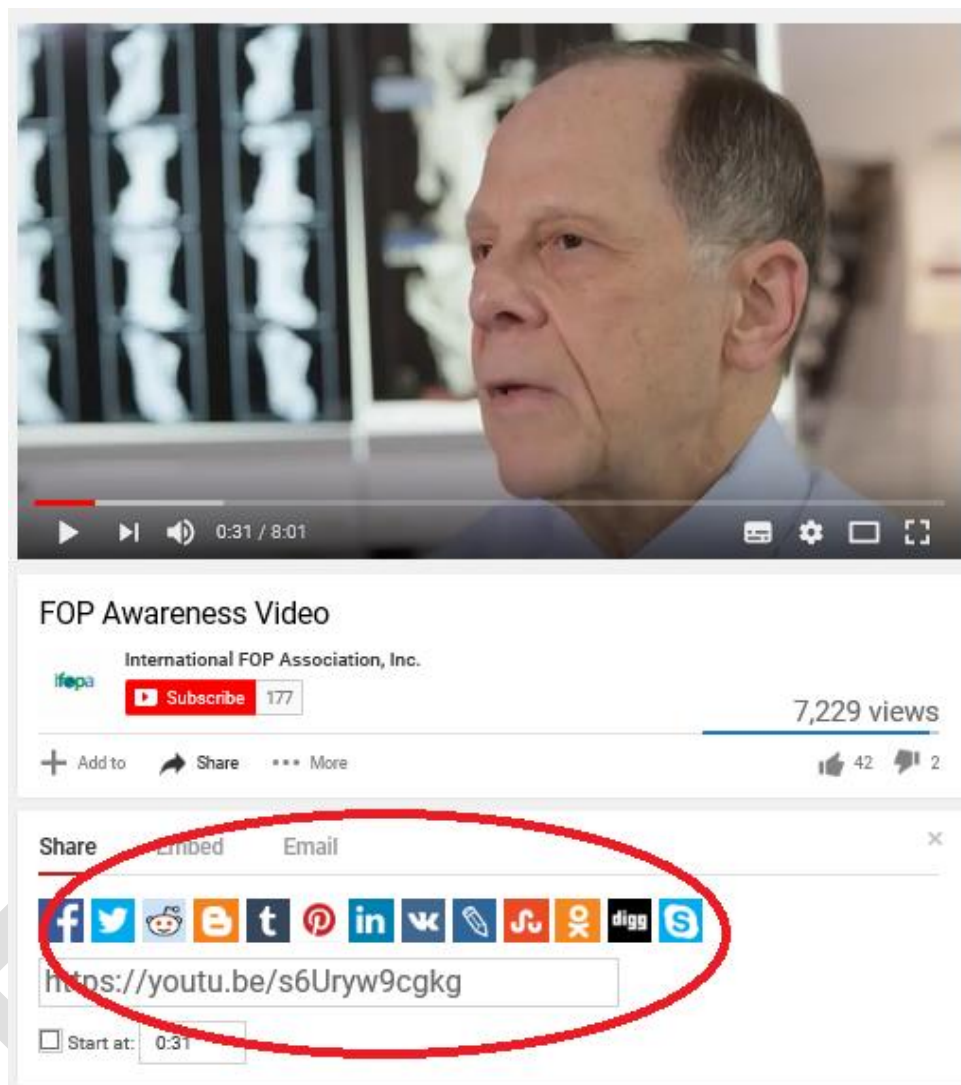 0:31 / 8:01
FOP Awareness Video
International FOP Association, Inc.
ifopa
Subscribe 177
7,229 views
Add to Share More 42 2
Share Embed Email
f t in digg S
https://youtu.be/s6Uryw9cgkg
Start at: 0:31